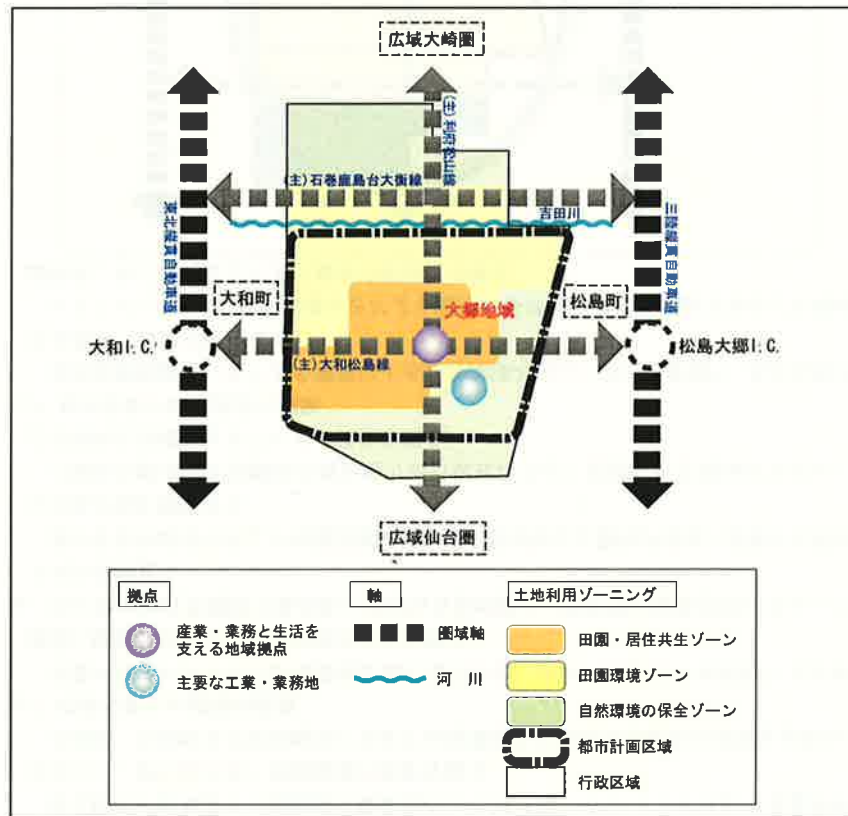 広域大崎圏
(主)利府松山線
(主)石巻鹿島台大衡線
吉田川
東北縦貫自動車道
三陸縦貫自動車道
大和町
松島町
大郷地域
大和I.C.
松島大郷I.C.
(主)大和松島線
広域仙台圏
拠点
産業・業務と生活を
支える地域拠点
主要な工業・業務地
軸
圏域軸
河 川
土地利用ゾーニング
田園・居住共生ゾーン
田園環境ゾーン
自然環境の保全ゾーン
都市計画区域
行政区域